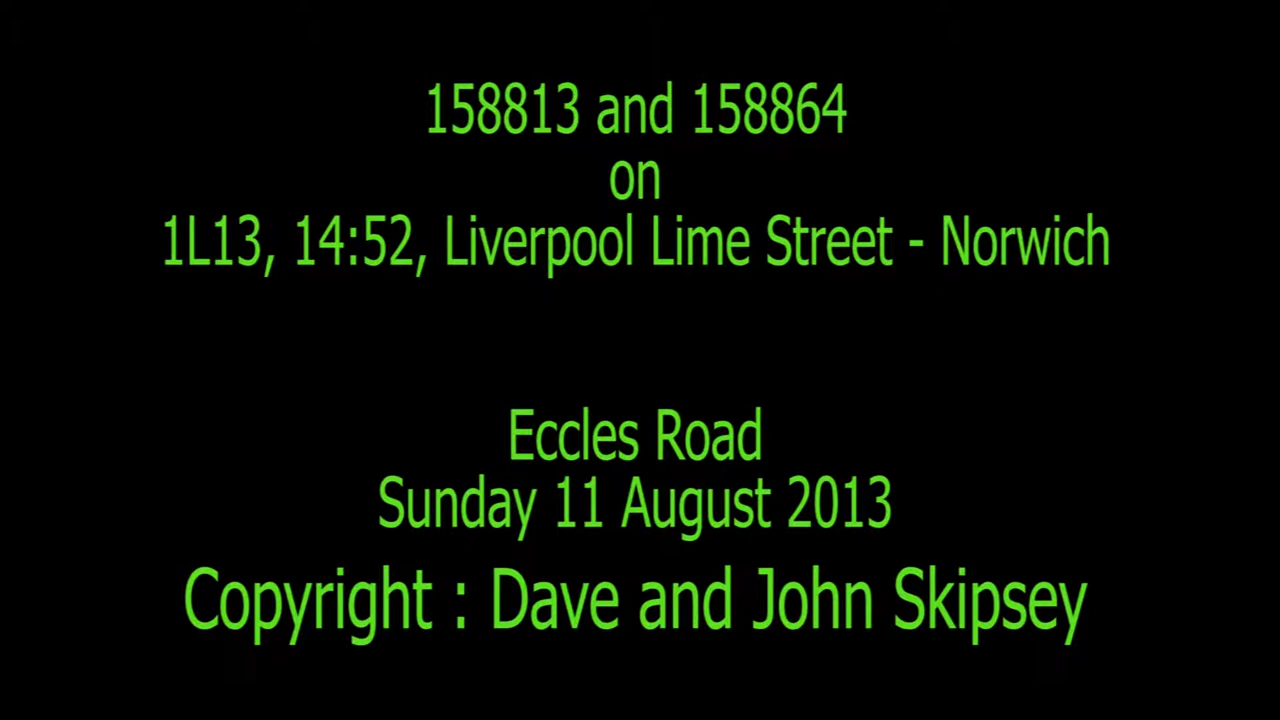 158813 and 158864
on
1L13, 14:52, Liverpool Lime Street - Norwich
Eccles Road
Sunday 11 August 2013
Copyright : Dave and John Skipsey